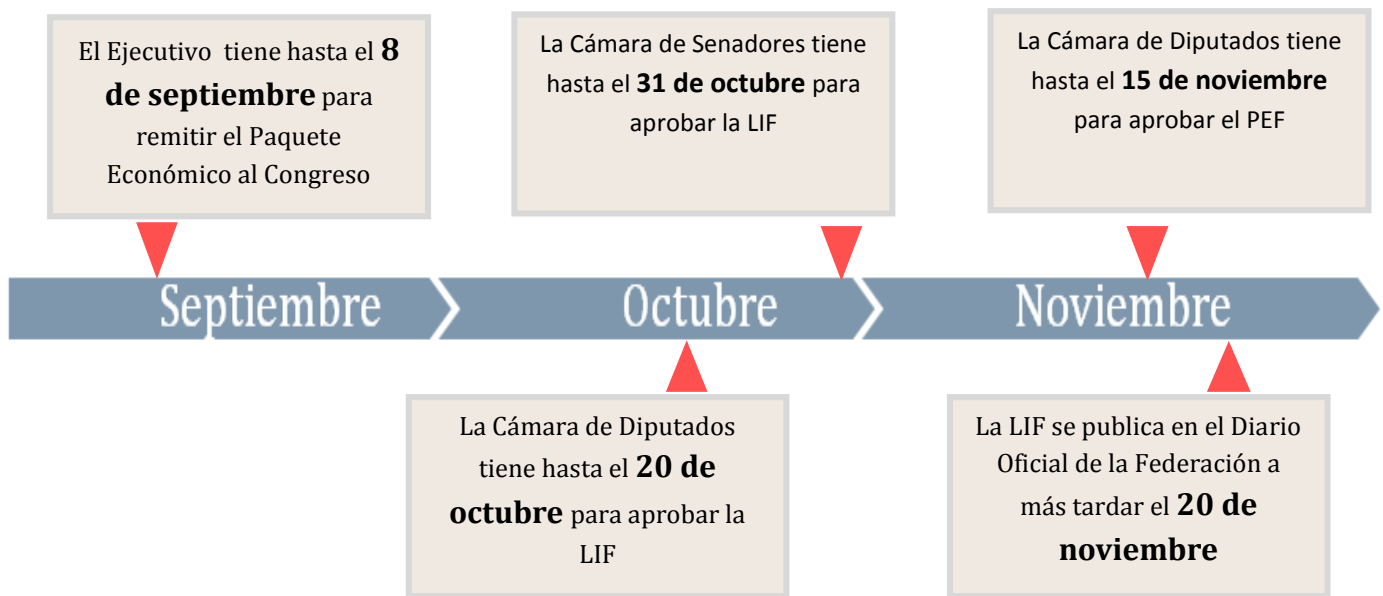 El Ejecutivo tiene hasta el 8
de septiembre para
remitir el Paquete
Económico al Congreso
La Cámara de Senadores tiene
hasta el 31 de octubre para
aprobar la LIF
La Cámara de Diputados tiene
hasta el 15 de noviembre
para aprobar el PEF
Septiembre
Octubre
Noviembre
La Cámara de Diputados
tiene hasta el 20 de
octubre para aprobar la
LIF
La LIF se publica en el Diario
Oficial de la Federación a
más tardar el 20 de
noviembre